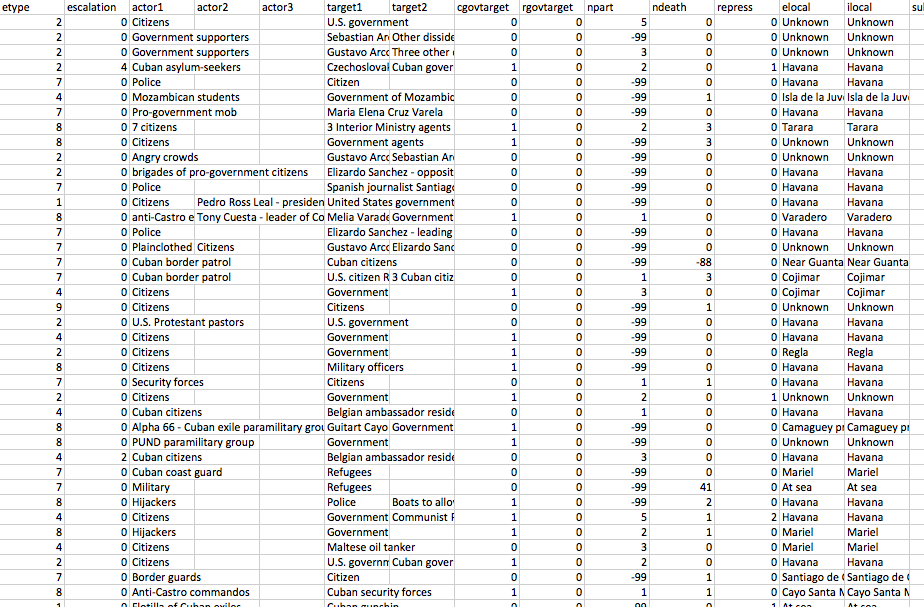 etype escalation actor1 actor2 actor3 target1 target2 cgovtarget rgovtarget npart ndeath repress elocal ilocal sul
2 0 Citizens U.S. government 0 0 5 0 0 Unknown Unknown
2 0 Government supporters Sebastian Arc Other disside 0 0 -99 0 0 Unknown Unknown
2 0 Government supporters Gustavo Arcc Three other 0 0 3 0 0 Unknown Unknown
2 4 Cuban asylum-seekers Czechoslovak Cuban gover 1 0 2 0 1 Havana Havana
7 0 Police Citizen 0 0 -99 0 0 Havana Havana
4 0 Mozambican students Government of Mozambic 0 0 -99 1 0 Isla de la Juv Isla de la Juv
7 0 Pro-government mob Maria Elena Cruz Varela 0 0 -99 0 0 Havana Havana
8 0 7 citizens 3 Interior Ministry agents 1 0 2 3 0 Tarara Tarara
8 0 Citizens Government agents 1 0 -99 3 0 Unknown Unknown
2 0 Angry crowds Gustavo Arcc Sebastian Arc 0 0 -99 0 0 Unknown Unknown
2 0 brigades of pro-government citizens Elizardo Sanchez - opposit 0 0 -99 0 0 Havana Havana
7 0 Police Spanish journalist Santiago 0 0 -99 0 0 Havana Havana
1 0 Citizens Pedro Ross Leal - presiden United States government 0 0 -99 0 0 Havana Havana
8 0 anti-Castro e Tony Cuesta - leader of Co Melia Varade Government 1 0 1 0 0 Varadero Varadero
7 0 Police Elizardo Sanchez - leading 0 0 -99 0 0 Havana Havana
7 0 Plainclothed Citizens Gustavo Arcc Elizardo Sanc 0 0 -99 0 0 Unknown Unknown
7 0 Cuban border patrol Cuban citizens 0 0 -99 -88 0 Near Guanta Near Guanta
7 0 Cuban border patrol U.S. citizen R 3 Cuban citiz 0 0 1 3 0 Cojimar Cojimar
4 0 Citizens Government 1 0 3 0 0 Cojimar Cojimar
9 0 Citizens Citizens 0 0 -99 1 0 Unknown Unknown
2 0 U.S. Protestant pastors U.S. government 0 0 -99 0 0 Havana Havana
4 0 Citizens Government 1 0 -99 0 0 Havana Havana
2 0 Citizens Government 1 0 -99 0 0 Regla Regla
8 0 Citizens Military officers 1 0 -99 0 0 Havana Havana
7 0 Security forces Citizens 0 0 1 1 0 Havana Havana
2 0 Citizens Government 1 0 2 0 1 Unknown Unknown
4 0 Cuban citizens Belgian ambassador reside 0 0 1 0 0 Havana Havana
8 0 Alpha 66 - Cuban exile paramilitary grou Guitart Cayo Government 1 0 -99 0 0 Camaguey pr Camaguey pr
8 0 PUND paramilitary group Government 1 0 -99 0 0 Unknown Unknown
4 2 Cuban citizens Belgian ambassador reside 0 0 3 0 0 Havana Havana
7 0 Cuban coast guard Refugees 0 0 -99 0 0 Mariel Mariel
7 0 Military Refugees 0 0 -99 41 0 At sea At sea
8 0 Hijackers Police Boats to allov 1 0 -99 2 0 Havana Havana
4 0 Citizens Government Communist P 1 0 5 1 2 Havana Havana
8 0 Hijackers Government 1 0 2 1 0 Mariel Mariel
4 0 Citizens Maltese oil tanker 0 0 3 0 0 Mariel Mariel
2 0 Citizens U.S. governn Cuban gover 1 0 2 0 0 Havana Havana
7 0 Border guards Citizen 0 0 -99 1 0 Santiago de Santiago de
8 0 Anti-Castro commandos Cuban security forces 1 0 1 1 0 Cayo Santa M Cayo Santa M
1 0 Flotilla of Cuban exiles Cuban gunship 1 0 -99 0 1 At sea At sea